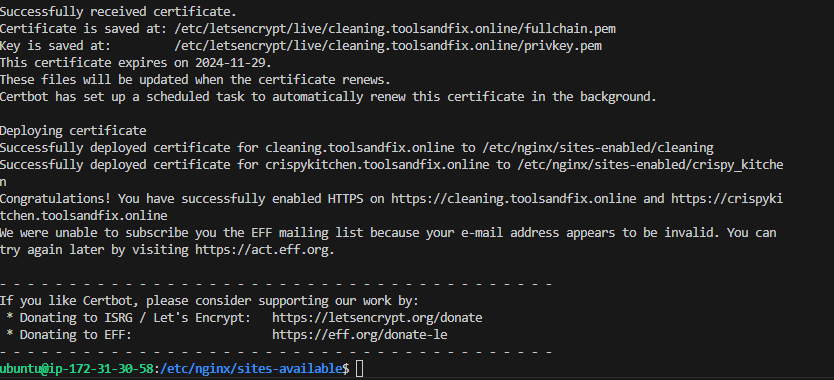 Successfully received certificate.
Certificate is saved at: /etc/letsencrypt/live/cleaning.toolsandfix.online/fullchain.pem
Key is saved at:         /etc/letsencrypt/live/cleaning.toolsandfix.online/privkey.pem
This certificate expires on 2024-11-29.
These files will be updated when the certificate renews.
Certbot has set up a scheduled task to automatically renew this certificate in the background.

Deploying certificate
Successfully deployed certificate for cleaning.toolsandfix.online to /etc/nginx/sites-enabled/cleaning
Successfully deployed certificate for crispykitchen.toolsandfix.online to /etc/nginx/sites-enabled/crispy_kitche
n
Congratulations! You have successfully enabled HTTPS on https://cleaning.toolsandfix.online and https://crispyki
tchen.toolsandfix.online
We were unable to subscribe you the EFF mailing list because your e-mail address appears to be invalid. You can
try again later by visiting https://act.eff.org.

- - - - - - - - - - - - - - - - - - - - - - - - - - - - - - - - - - - - - - - -
If you like Certbot, please consider supporting our work by:
 * Donating to ISRG / Let's Encrypt:   https://letsencrypt.org/donate
 * Donating to EFF:                    https://eff.org/donate-le
- - - - - - - - - - - - - - - - - - - - - - - - - - - - - - - - - - - - - - - -
ubuntu@ip-172-31-30-58:/etc/nginx/sites-available$